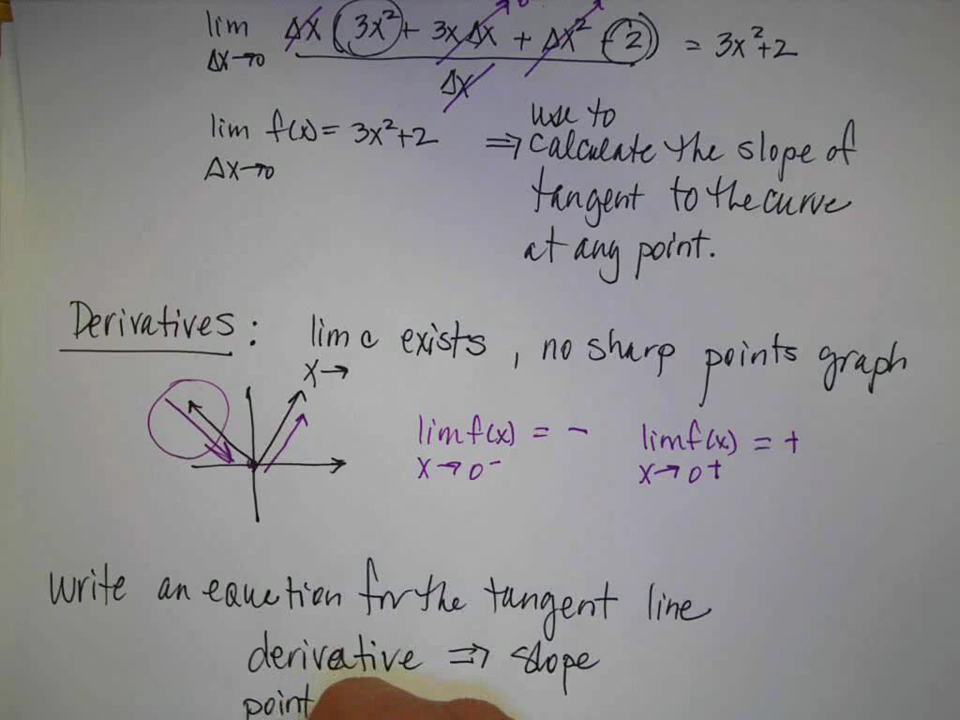 lim Δx (3x² + 3xΔx + Δx² - 2) = 3x²+2
Δx→0 Δx
lim f(x) = 3x²+2 ⇒ use to
Δx→0 calculate the slope of
tangent to the curve
at any point.
Derivatives: lim c exists, no sharp points graph
x→
lim f(x) = - lim f(x) = +
x→0⁻ x→0+
Write an equation for the tangent line
derivative ⇒ slope
point